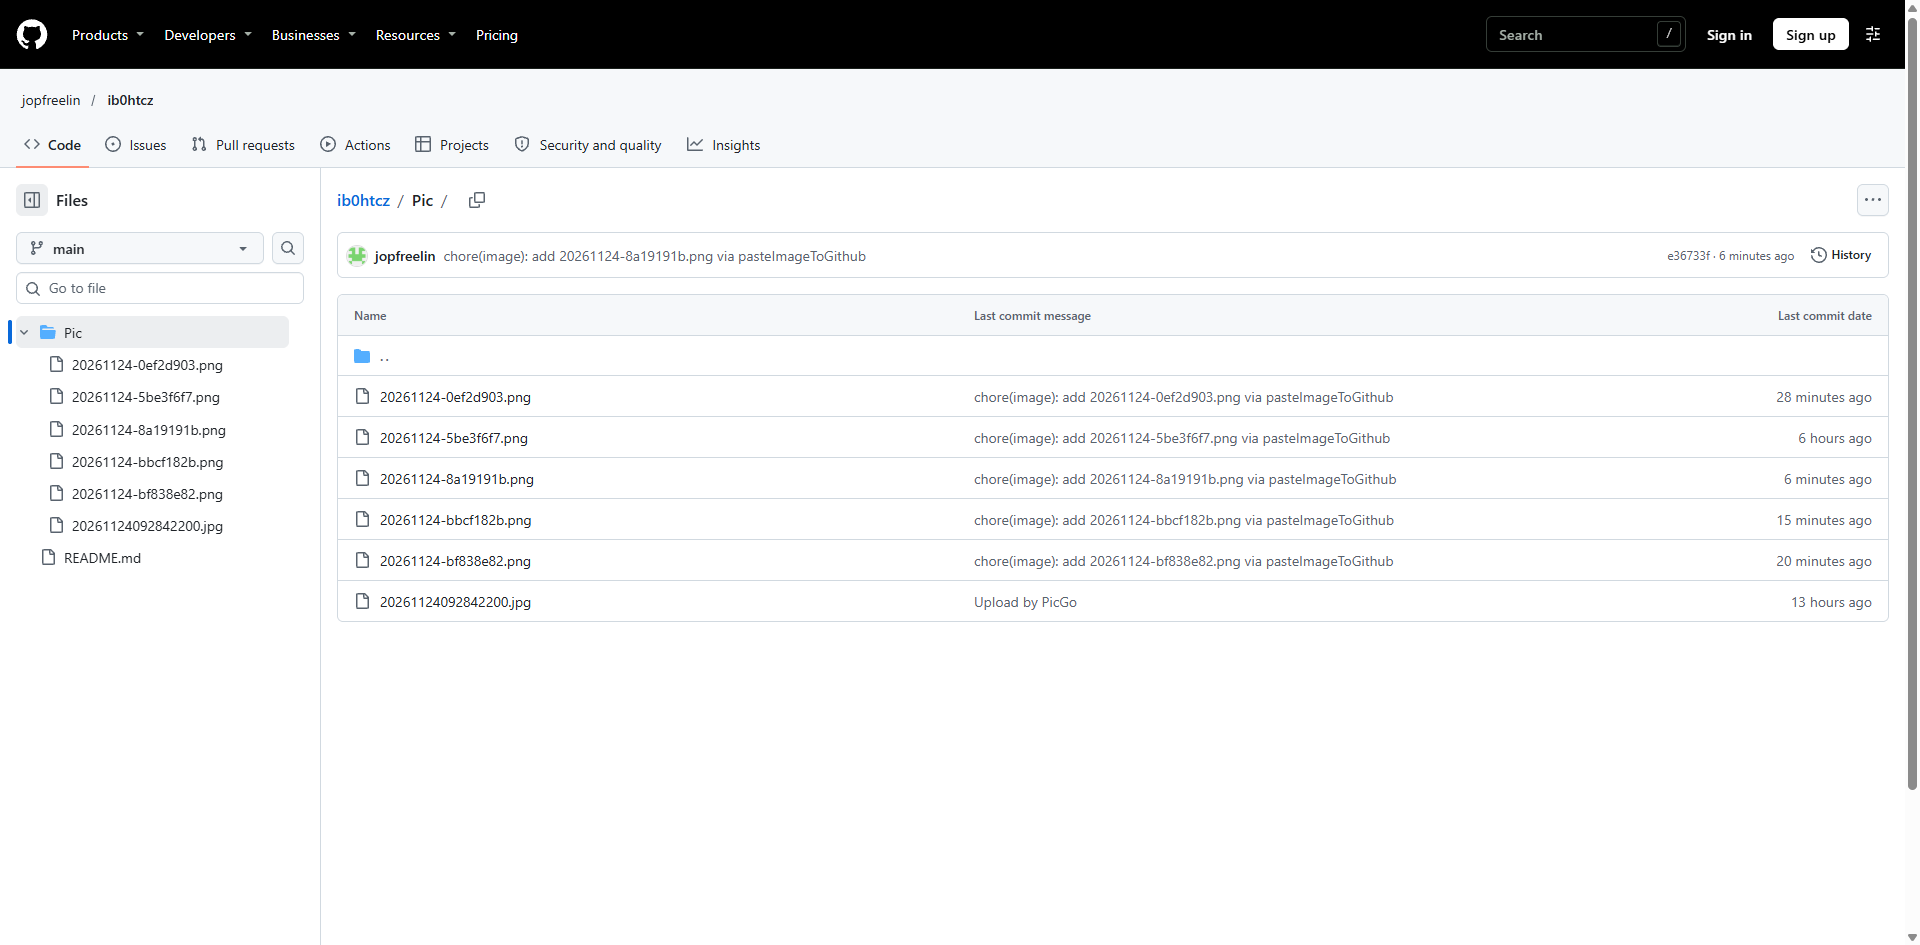 Products Developers Businesses Resources Pricing Search / Sign in Sign up
jopfreelin / ib0htcz
Code Issues Pull requests Actions Projects Security and quality Insights
Files
main
Go to file
Pic
20261124-0ef2d903.png
20261124-5be3f6f7.png
20261124-8a19191b.png
20261124-bbcf182b.png
20261124-bf838e82.png
20261124092842200.jpg
README.md
ib0htcz / Pic /
jopfreelin chore(image): add 20261124-8a19191b.png via pasteImageToGithub e36733f · 6 minutes ago History
Name Last commit message Last commit date
..
20261124-0ef2d903.png chore(image): add 20261124-0ef2d903.png via pasteImageToGithub 28 minutes ago
20261124-5be3f6f7.png chore(image): add 20261124-5be3f6f7.png via pasteImageToGithub 6 hours ago
20261124-8a19191b.png chore(image): add 20261124-8a19191b.png via pasteImageToGithub 6 minutes ago
20261124-bbcf182b.png chore(image): add 20261124-bbcf182b.png via pasteImageToGithub 15 minutes ago
20261124-bf838e82.png chore(image): add 20261124-bf838e82.png via pasteImageToGithub 20 minutes ago
20261124092842200.jpg Upload by PicGo 13 hours ago